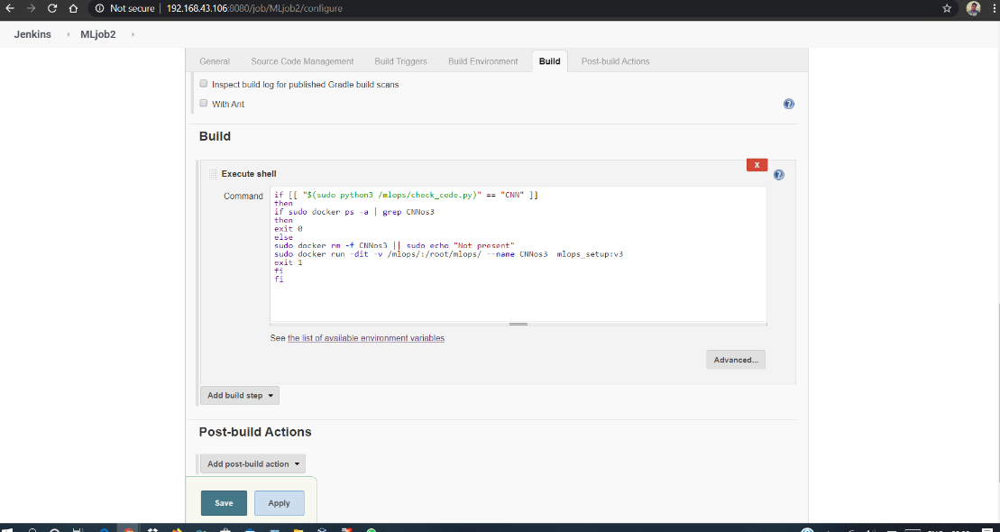 Not secure | 192.168.43.106:8080/job/MLjob2/configure
Jenkins MLjob2
General Source Code Management Build Triggers Build Environment Build Post-build Actions
Inspect build log for published Gradle build scans
With Ant
Build
X
Execute shell
Command
if [[ "$(sudo python3 /mlops/check_code.py)" == "CNN" ]]
then
if sudo docker ps -a | grep CNNos3
then
exit 0
else
sudo docker rm -f CNNos3 || sudo echo "Not present"
sudo docker run -dit -v /mlops/:/root/mlops/ --name CNNos3  mlops_setup:v3
exit 1
fi
fi
See the list of available environment variables
Advanced...
Add build step
Post-build Actions
Add post-build action
Save Apply